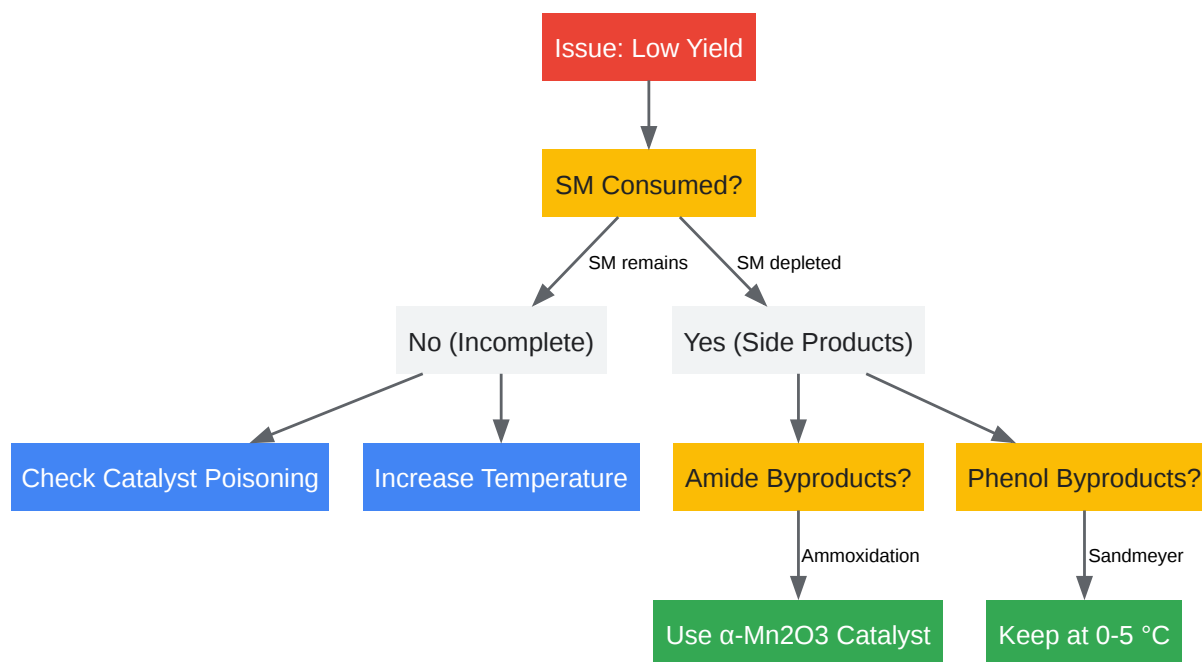 Issue: Low Yield
SM Consumed?
SM remains
SM depleted
No (Incomplete)
Yes (Side Products)
Check Catalyst Poisoning
Increase Temperature
Amide Byproducts?
Phenol Byproducts?
Ammoxidation
Sandmeyer
Use α-Mn2O3 Catalyst
Keep at 0-5 °C